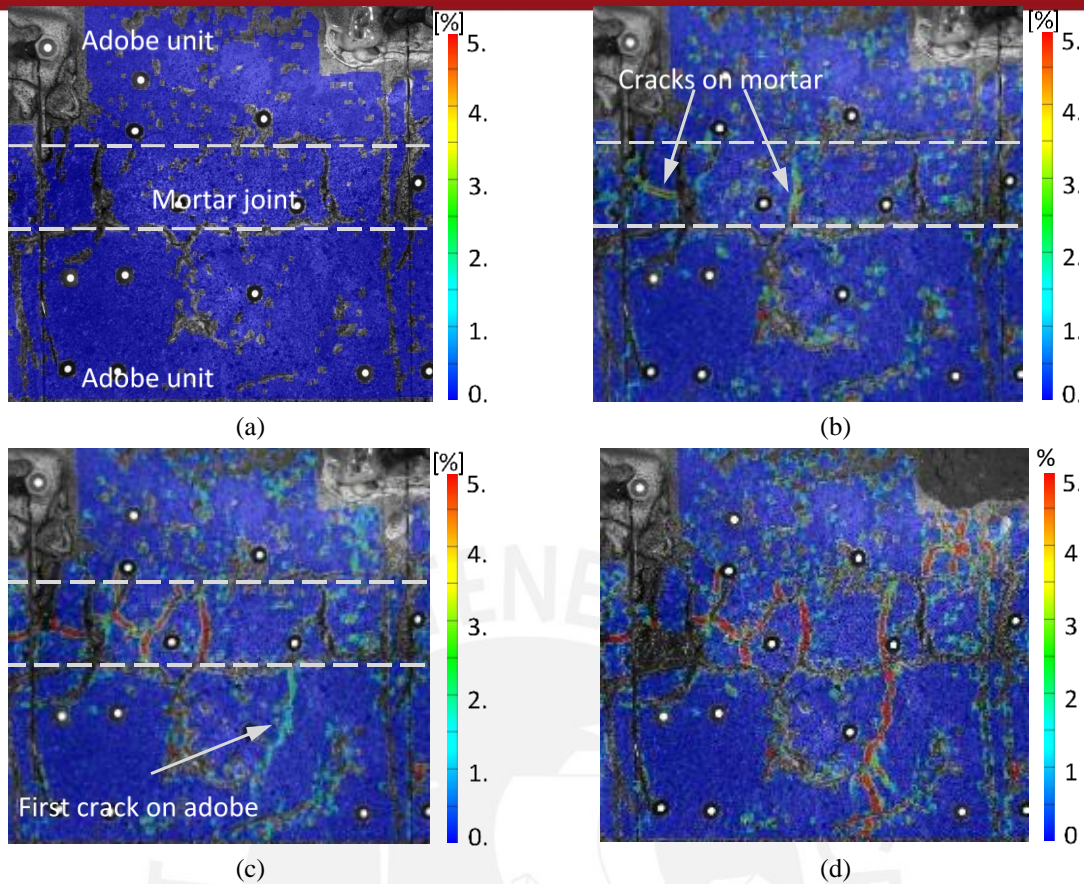 [%]
Adobe unit
Mortar joint
Adobe unit
5.
4.
3.
2.
1.
0.
(a)
[%]
Cracks on mortar
5.
4.
3.
2.
1.
0.
(b)
[%]
First crack on adobe
5.
4.
3.
2.
1.
0.
(c)
%
5.
4.
3.
2.
1.
0
(d)
ENE